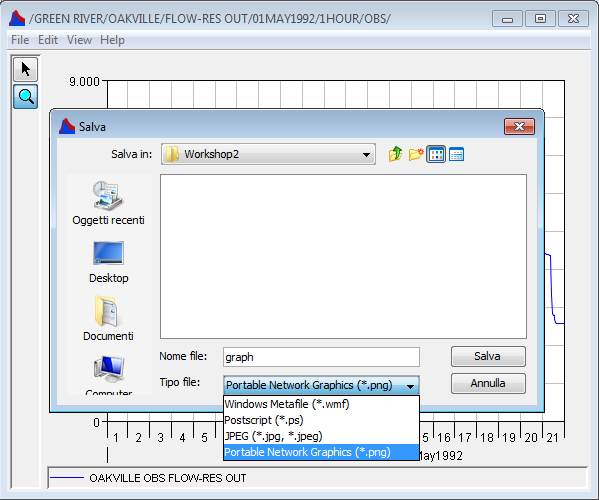 /GREEN RIVER/OAKVILLE/FLOW-RES OUT/01MAY1992/1HOUR/OBS/
File Edit View Help
9.000
Salva
Salva in: Workshop2
Oggetti recenti
Desktop
Documenti
Computer
Nome file: graph Salva
Tipo file: Portable Network Graphics (*.png) Annulla
Windows Metafile (*.wmf)
Postscript (*.ps)
JPEG (*.jpg, *.jpeg)
Portable Network Graphics (*.png)
0
1 2 3 4 5 15 16 17 18 19 20 21
May1992
OAKVILLE OBS FLOW-RES OUT